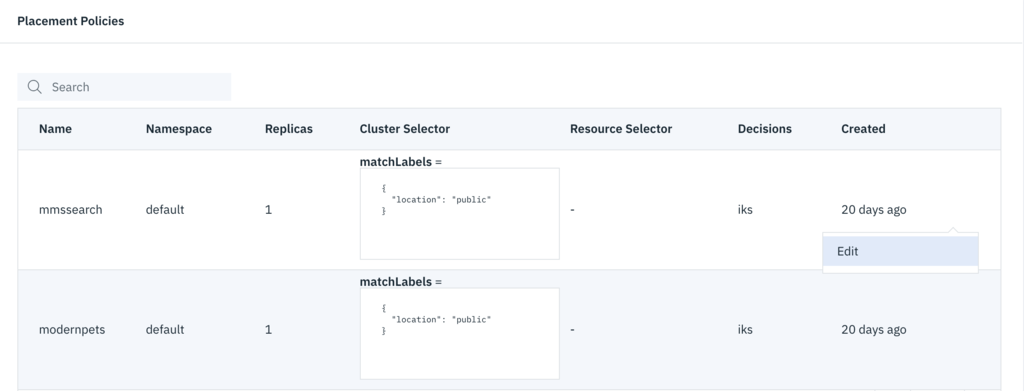 Placement Policies
Search
Name Namespace Replicas Cluster Selector Resource Selector Decisions Created
matchLabels =
{
"location": "public"
}
mmssearch default 1 - iks 20 days ago
Edit
matchLabels =
{
"location": "public"
}
modernpets default 1 - iks 20 days ago